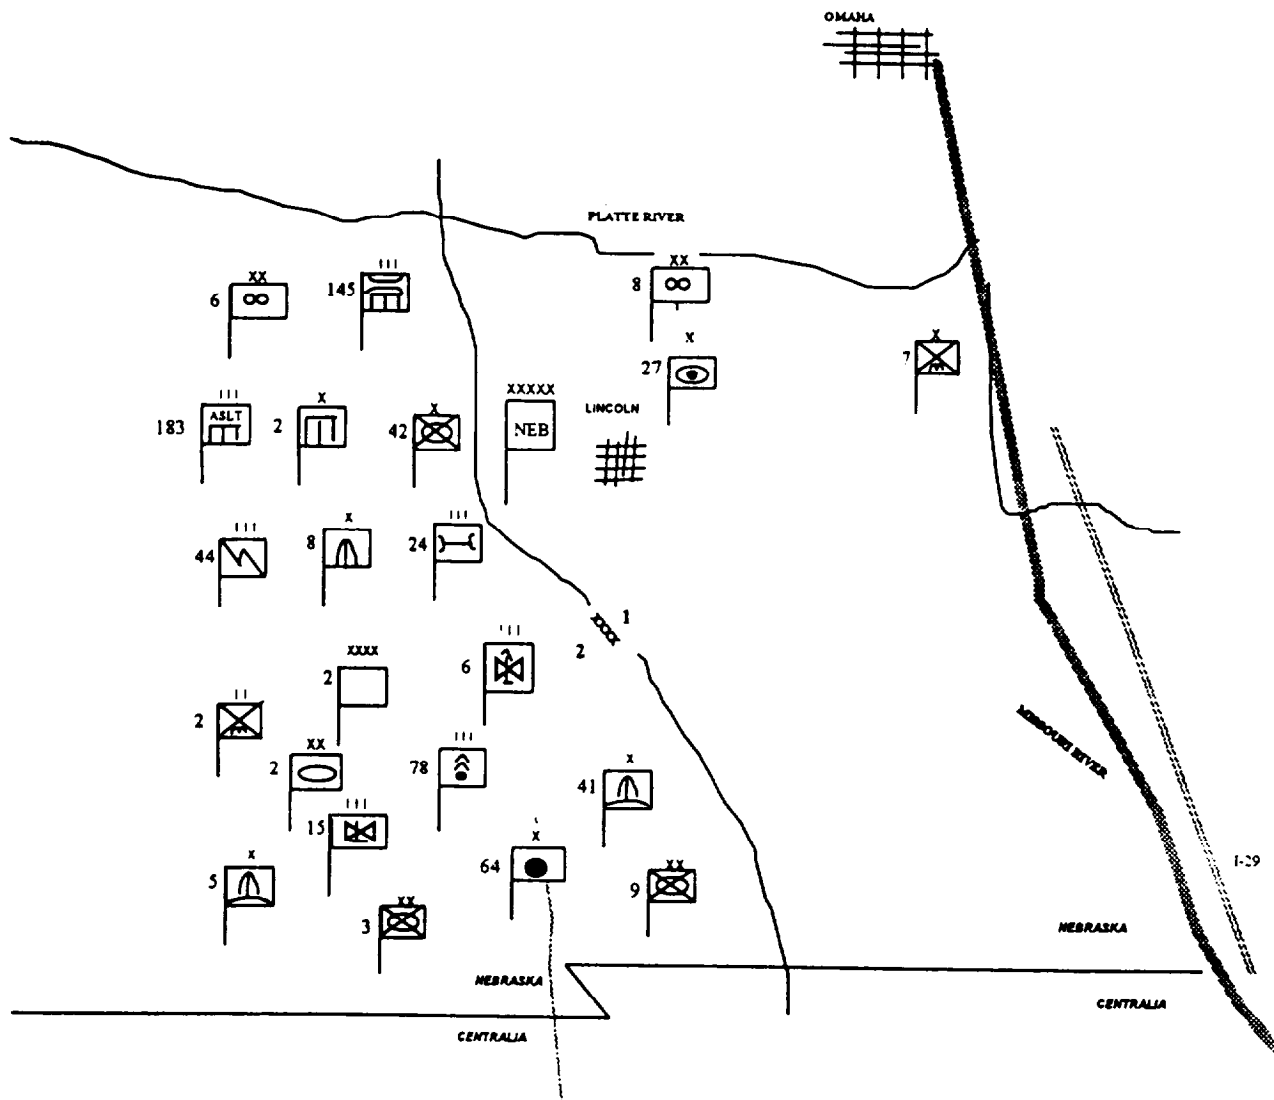 OMAHA
PLATTE RIVER
XX
6
III
145
XX
8
X
27
X
7
III
183
ASLT
X
2
X
42
XXXXX
NEB
LINCOLN
III
44
X
8
III
24
1
XXXX
2
XXXX
2
III
6
II
2
XX
2
III
78
X
41
III
15
X
5
X
64
XX
9
XX
3
MISSOURI RIVER
I-29
NEBRASKA
NEBRASKA
CENTRALIA
CENTRALIA